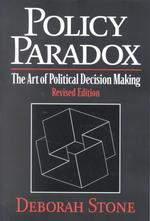 POLICY
PARADOX
The Art of Political Decision Making
Revised Edition
DEBORAH STONE